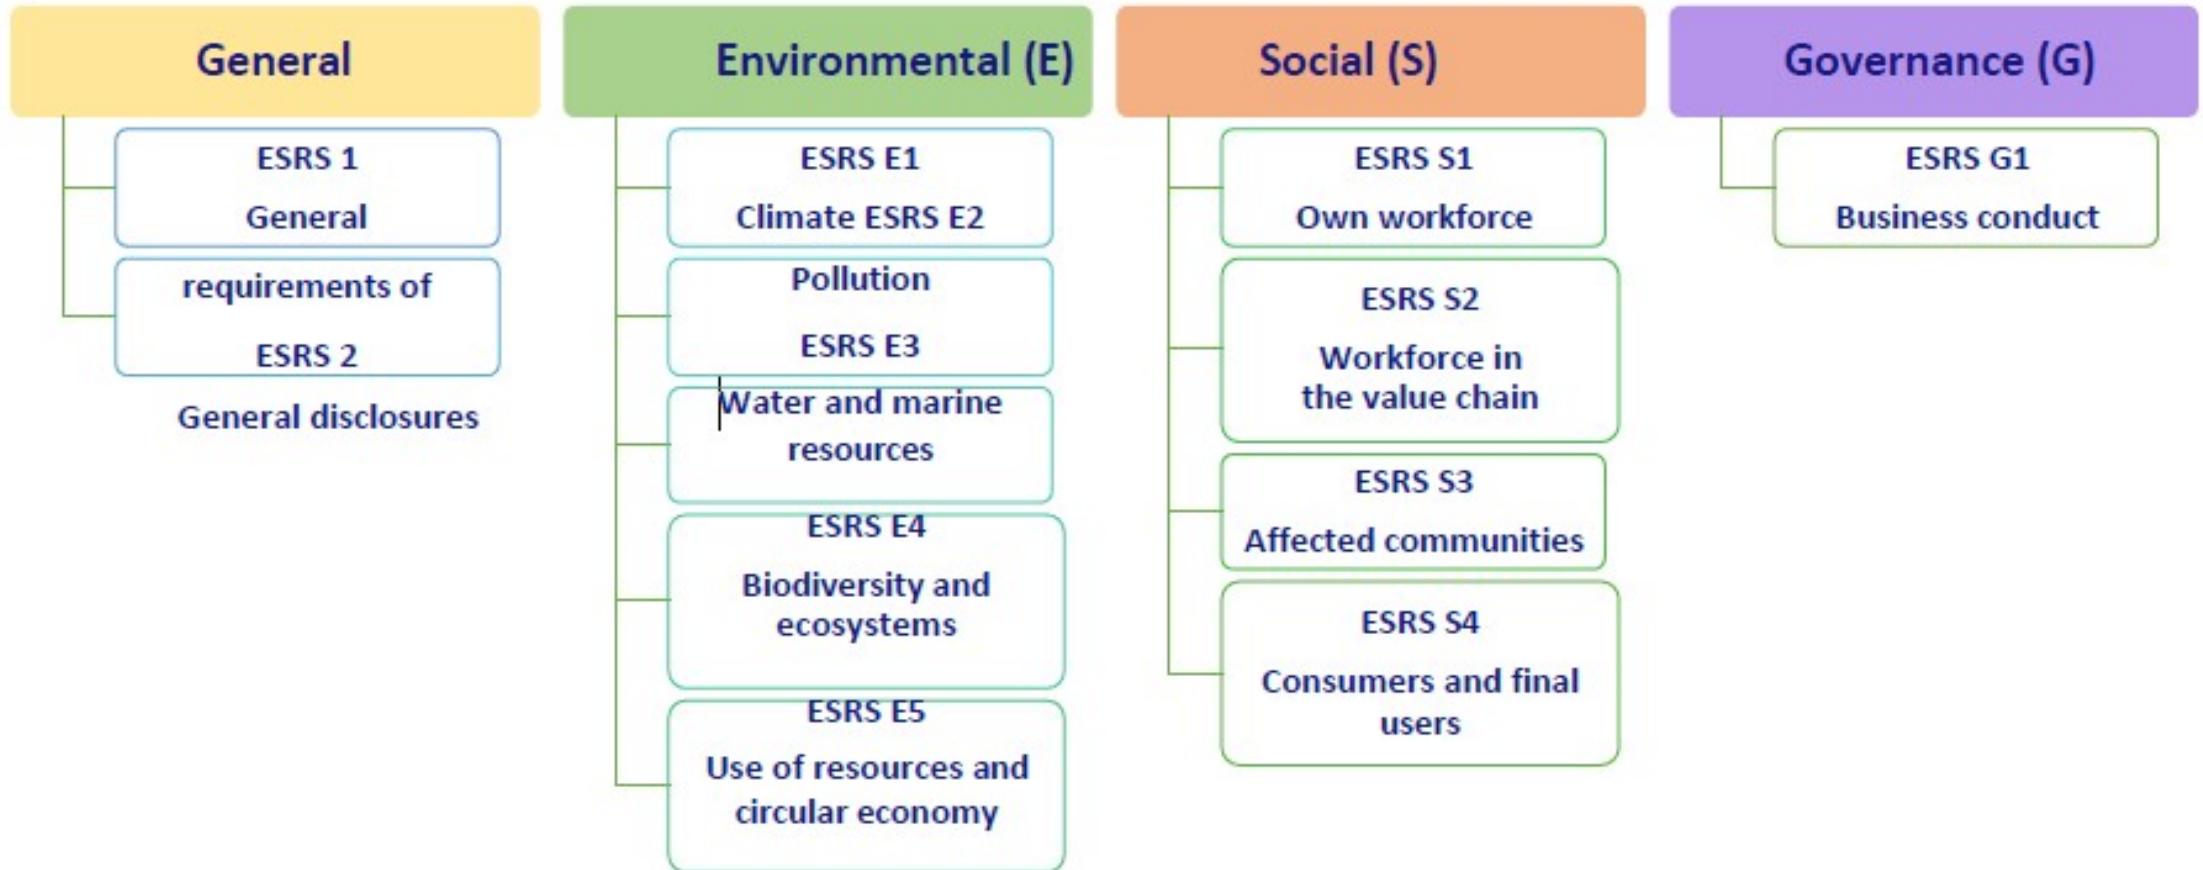 General
ESRS 1
General
requirements of
ESRS 2
General disclosures
Environmental (E)
ESRS E1
Climate ESRS E2
Pollution
ESRS E3
Water and marine
resources
ESRS E4
Biodiversity and
ecosystems
ESRS E5
Use of resources and
circular economy
Social (S)
ESRS S1
Own workforce
ESRS S2
Workforce in
the value chain
ESRS S3
Affected communities
ESRS S4
Consumers and final
users
Governance (G)
ESRS G1
Business conduct